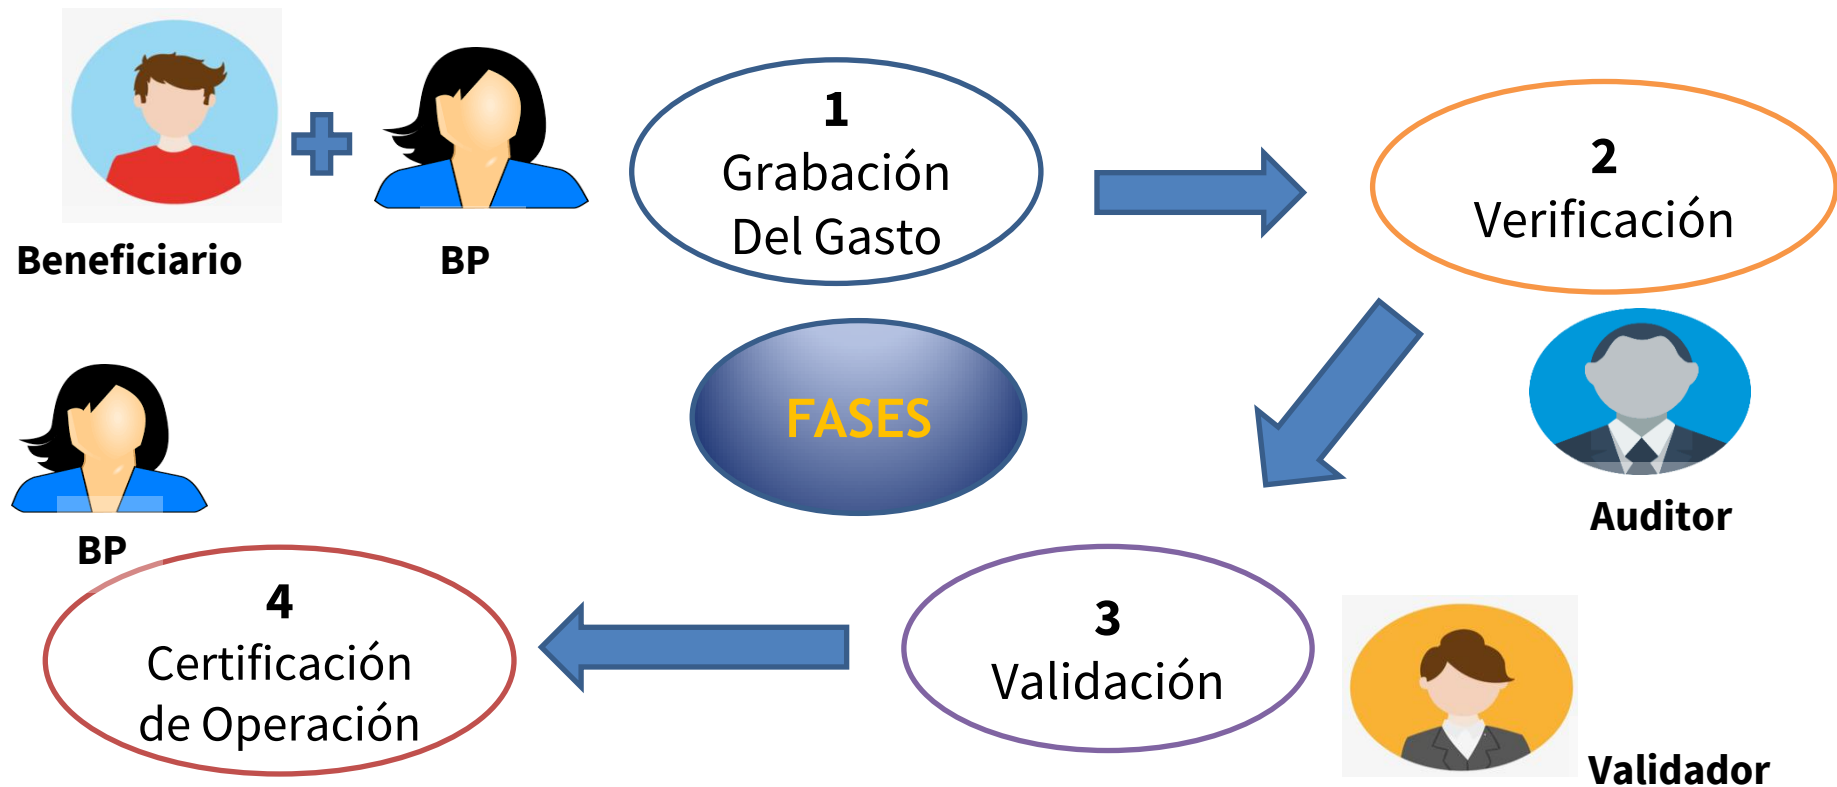 Beneficiario
BP
1
Grabación
Del Gasto
2
Verificación
FASES
Auditor
BP
4
Certificación
de Operación
3
Validación
Validador